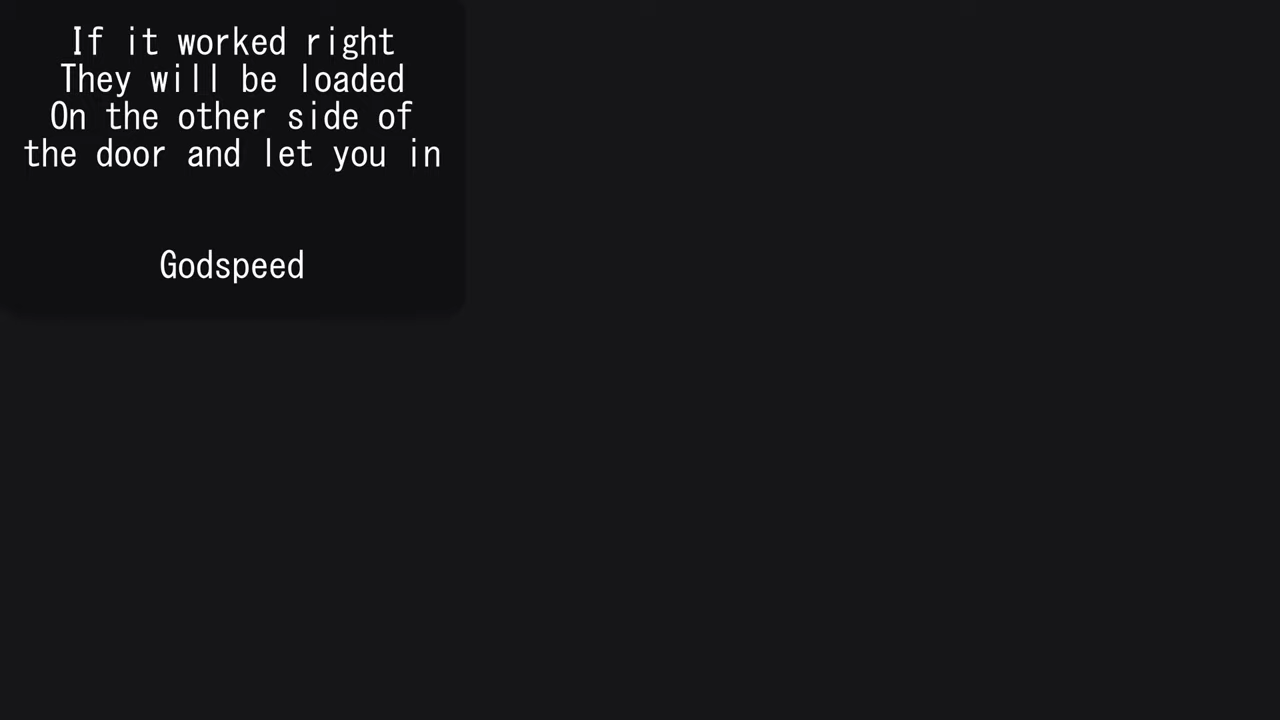 If it worked right
They will be loaded
On the other side of
the door and let you in
Godspeed